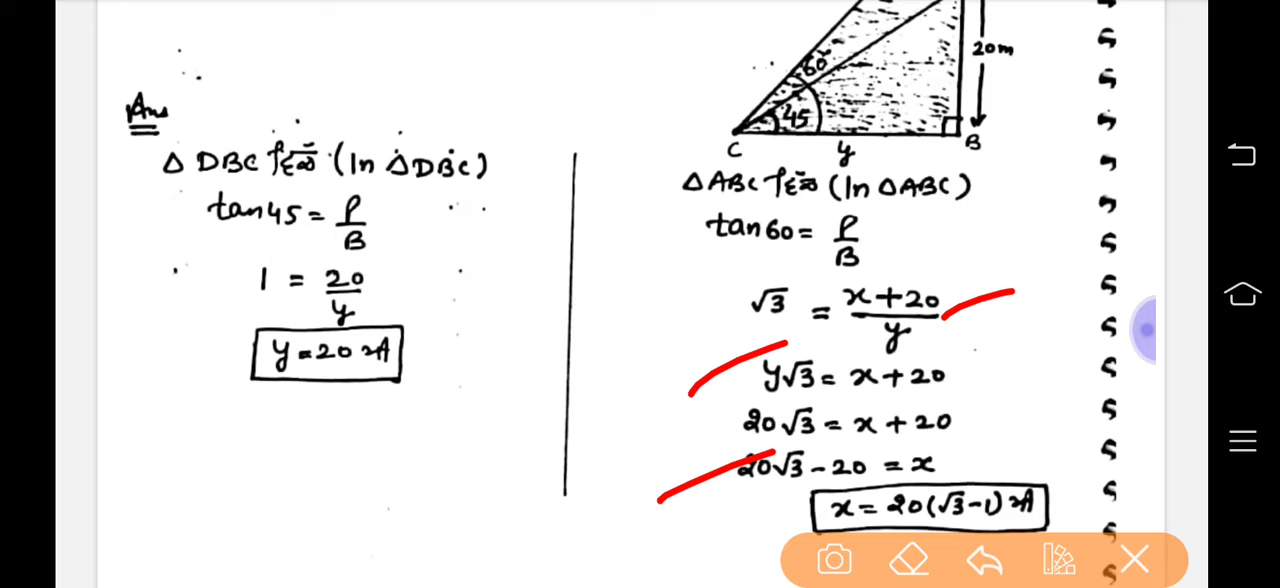 60°
20m
45
C
y
B
Ans
Δ DBC (In ΔDBC)
tan45 = P/B
1 = 20/y
y = 20
ΔABC (In ΔABC)
tan60 = P/B
√3 = x+20/y
y√3 = x+20
20√3 = x + 20
20√3 - 20 = x
x = 20(√3-1)